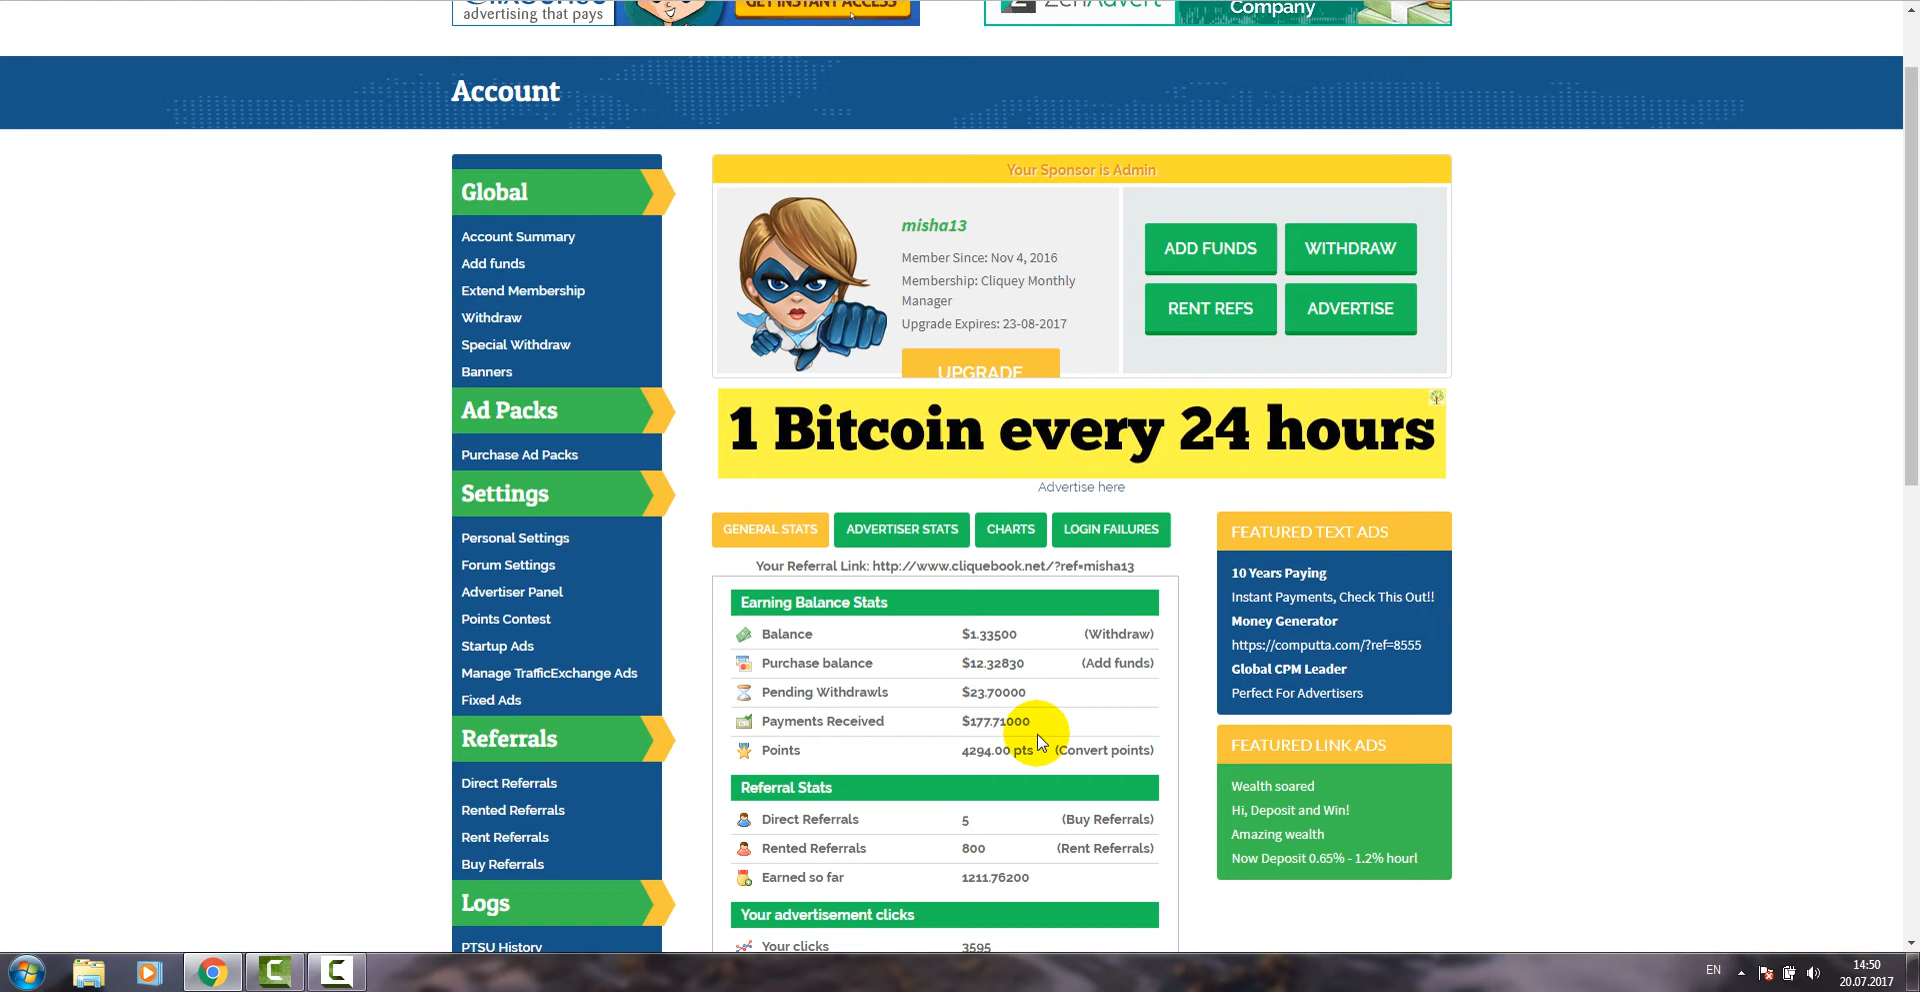 advertising that pays
GET INSTANT ACCESS
ZenAdvert
Company
Account
Global
Account Summary
Add funds
Extend Membership
Withdraw
Special Withdraw
Banners
Ad Packs
Purchase Ad Packs
Settings
Personal Settings
Forum Settings
Advertiser Panel
Points Contest
Startup Ads
Manage TrafficExchange Ads
Fixed Ads
Referrals
Direct Referrals
Rented Referrals
Rent Referrals
Buy Referrals
Logs
PTSU History
Your Sponsor is Admin
misha13
Member Since: Nov 4, 2016
Membership: Cliquey Monthly
Manager
Upgrade Expires: 23-08-2017
UPGRADE
ADD FUNDS
WITHDRAW
RENT REFS
ADVERTISE
1 Bitcoin every 24 hours
Advertise here
GENERAL STATS
ADVERTISER STATS
CHARTS
LOGIN FAILURES
Your Referral Link: http://www.cliquebook.net/?ref=misha13
Earning Balance Stats
Balance $1.33500 (Withdraw)
Purchase balance $12.32830 (Add funds)
Pending Withdrawls $23.70000
Payments Received $177.71000
Points 4294.00 pts (Convert points)
Referral Stats
Direct Referrals 5 (Buy Referrals)
Rented Referrals 800 (Rent Referrals)
Earned so far 1211.76200
Your advertisement clicks
Your clicks 3595
FEATURED TEXT ADS
10 Years Paying
Instant Payments, Check This Out!!
Money Generator
https://computta.com/?ref=8555
Global CPM Leader
Perfect For Advertisers
FEATURED LINK ADS
Wealth soared
Hi, Deposit and Win!
Amazing wealth
Now Deposit 0.65% - 1.2% hourl
EN
14:50
20.07.2017